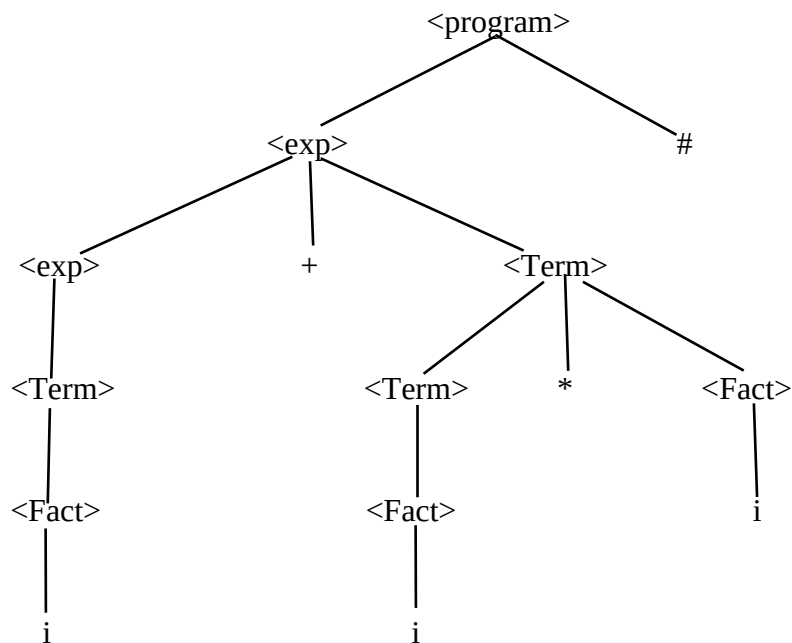 <program>
<exp> #
<exp> + <Term>
<Term> <Term> * <Fact>
<Fact> <Fact> i
i i